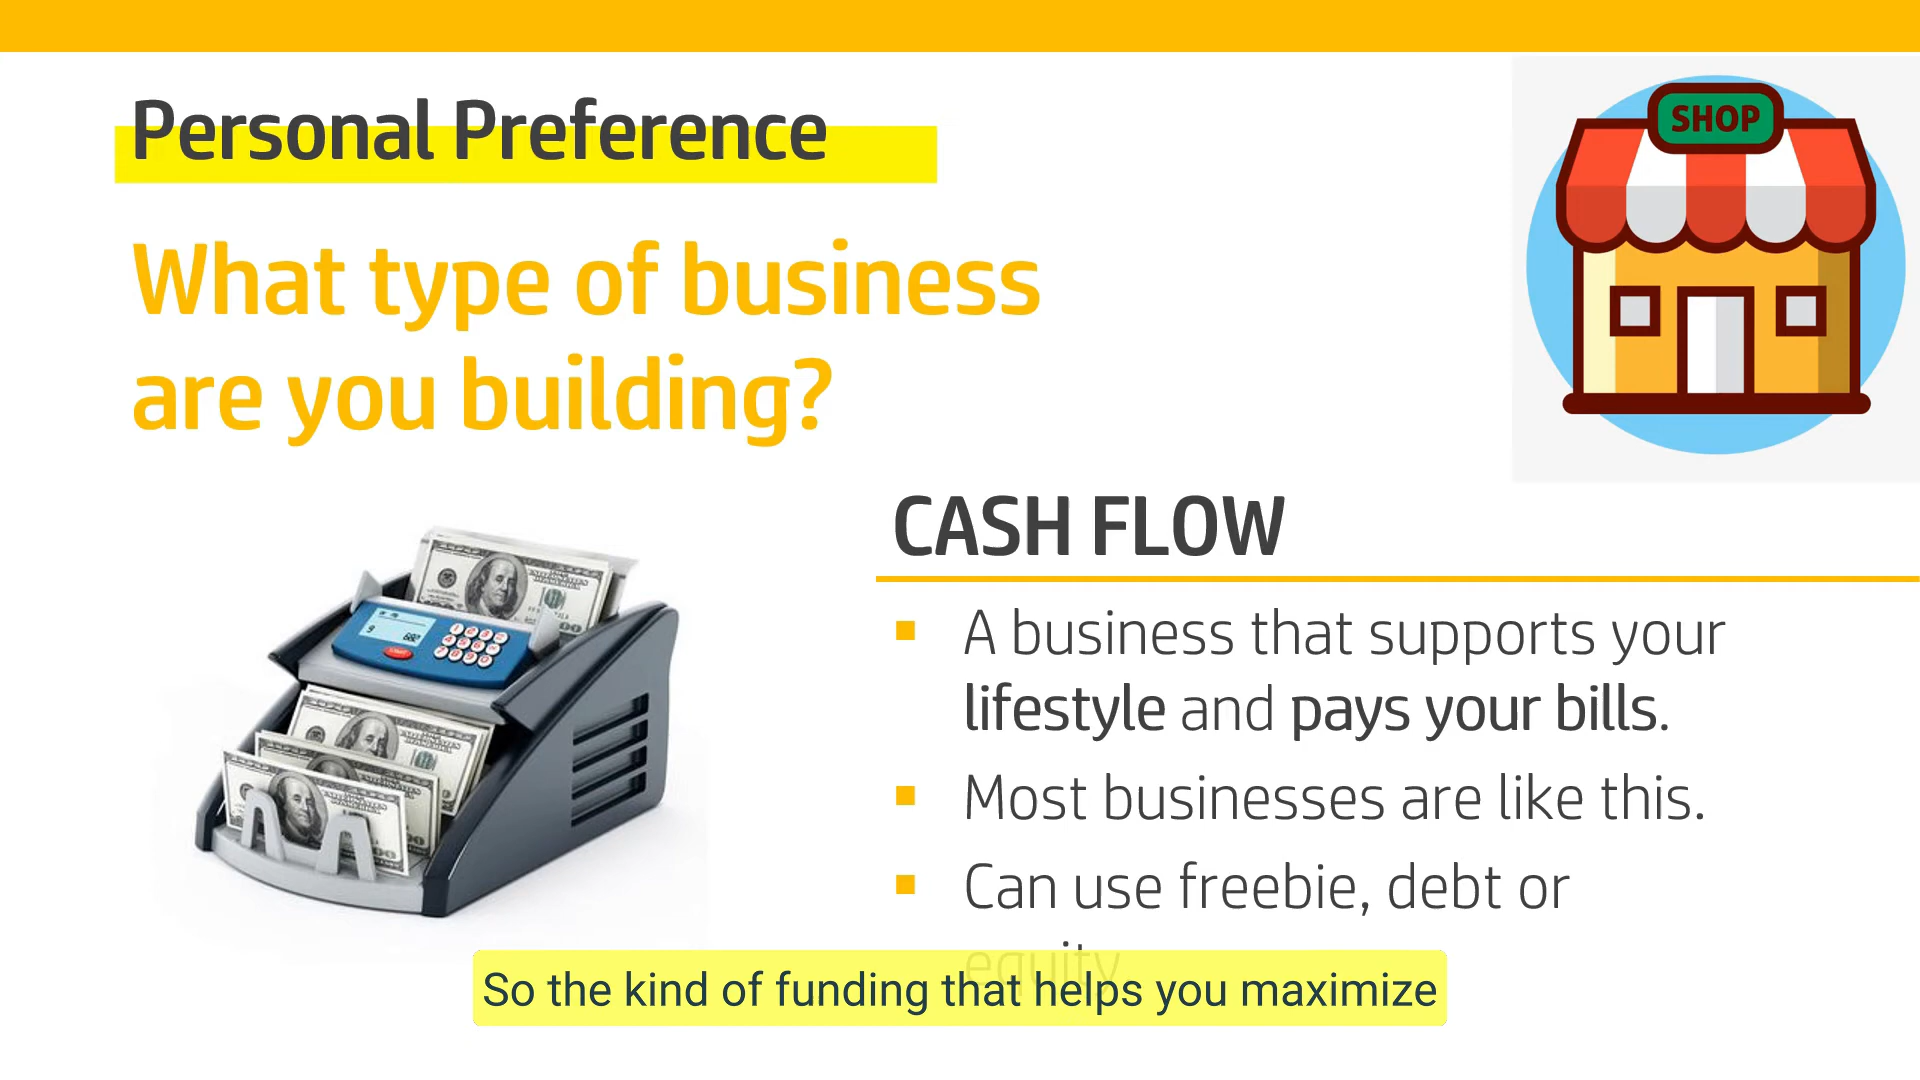 SHOP
Personal Preference
What type of business
are you building?
CASH FLOW
A business that supports your
lifestyle and pays your bills.
Most businesses are like this.
Can use freebie, debt or
equity
So the kind of funding that helps you maximize